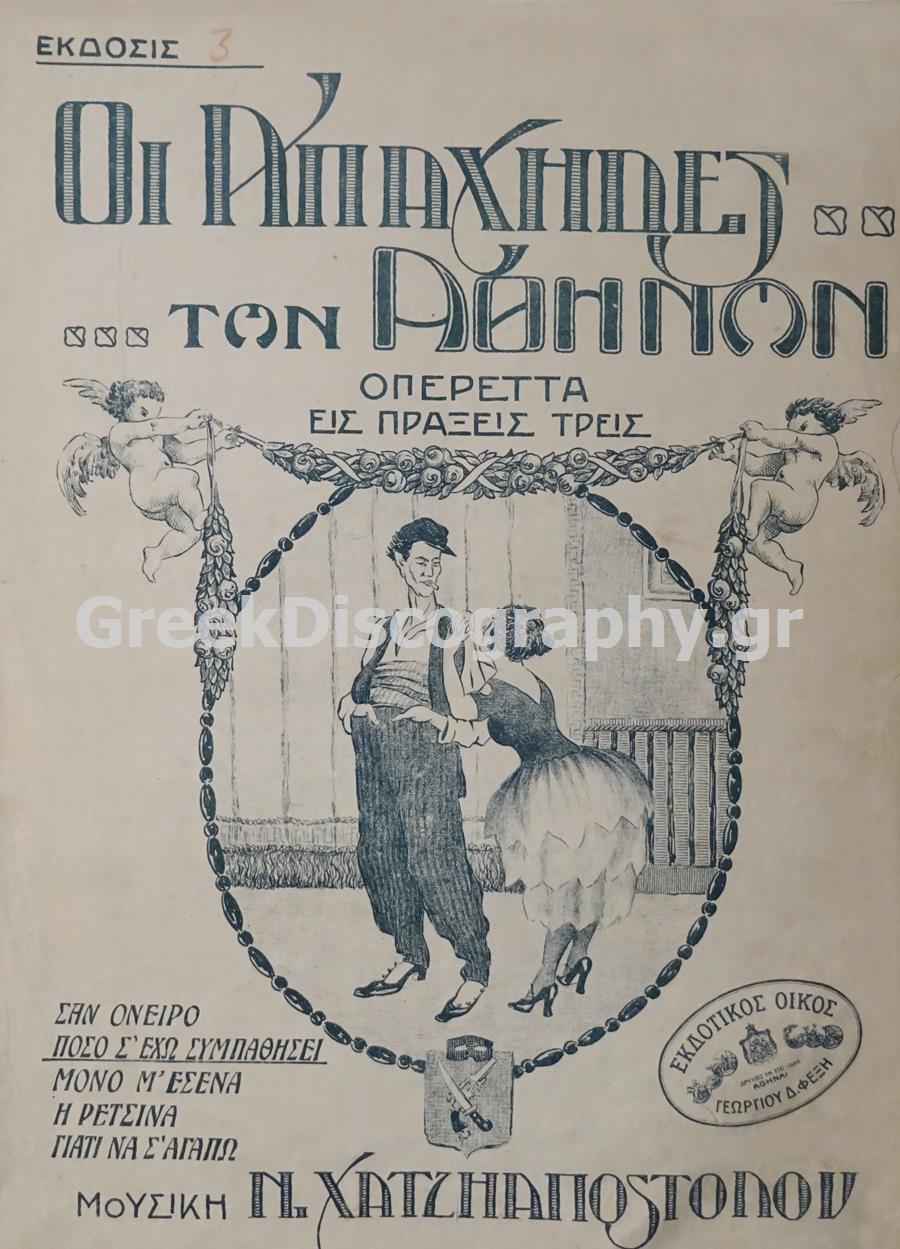 ΕΚΔΟΣΙΣ 3
Οι ΑΠΑΧΗΔΕΣ
ΤΩΝ ΑΘΗΝΩΝ
ΟΠΕΡΕΤΤΑ
ΕΙΣ ΠΡΑΞΕΙΣ ΤΡΕΙΣ
GreekDiscography.gr
ΣΑΝ ΟΝΕΙΡΟ
ΠΟΣΟ Σ'ΕΧΩ ΣΥΜΠΑΘΗΣΕΙ
ΜΟΝΟ Μ'ΕΣΕΝΑ
Η ΡΕΤΣΙΝΑ
ΓΙΑΤΙ ΝΑ Σ'ΑΓΑΠΩ
ΕΚΔΟΤΙΚΟΣ ΟΙΚΟΣ
ΑΘΗΝΑΙ
ΓΕΩΡΓΙΟΥ Δ. ΦΕΞΗ
ΜΟΥΣΙΚΗ Ν. ΧΑΤΖΗΑΠΟΣΤΟΛΟΥ